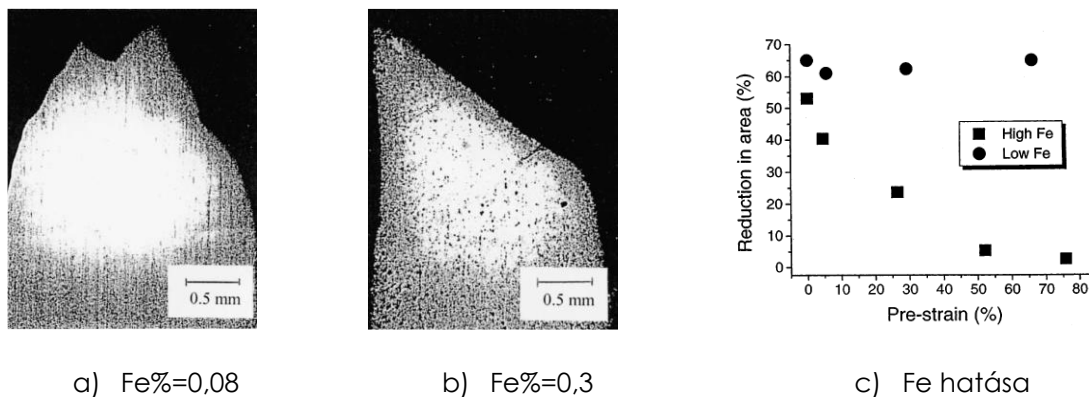 0.5 mm
0.5 mm
Reduction in area (%)
70
60
50
40
30
20
10
0
High Fe
Low Fe
0 10 20 30 40 50 60 70 80
Pre-strain (%)
a) Fe%=0,08
b) Fe%=0,3
c) Fe hatása